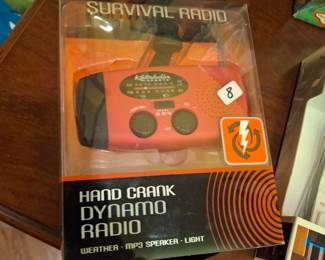 SURVIVAL RADIO
8
HAND CRANK
DYNAMO
RADIO
WEATHER · MP3 SPEAKER · LIGHT